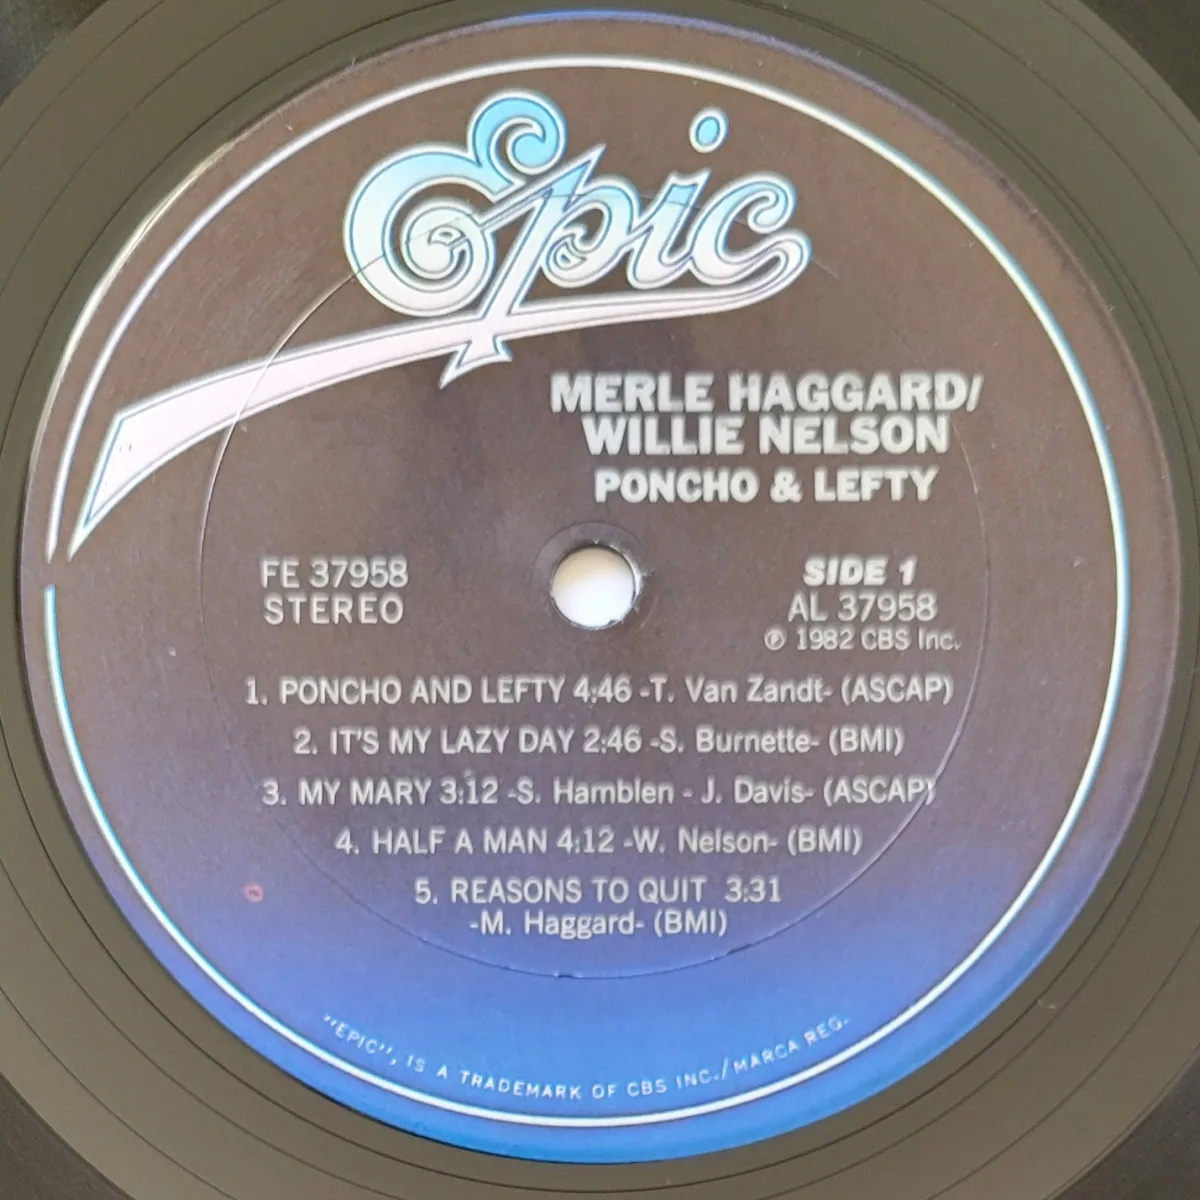 Epic
MERLE HAGGARD/
WILLIE NELSON
PONCHO & LEFTY
FE 37958
STEREO
SIDE 1
AL 37958
℗ 1982 CBS Inc.
1. PONCHO AND LEFTY 4:46 -T. Van Zandt- (ASCAP)
2. IT'S MY LAZY DAY 2:46 -S. Burnette- (BMI)
3. MY MARY 3:12 -S. Hamblen - J. Davis- (ASCAP)
4. HALF A MAN 4:12 -W. Nelson- (BMI)
5. REASONS TO QUIT 3:31
-M. Haggard- (BMI)
"EPIC", IS A TRADEMARK OF CBS INC./MARCA REG.